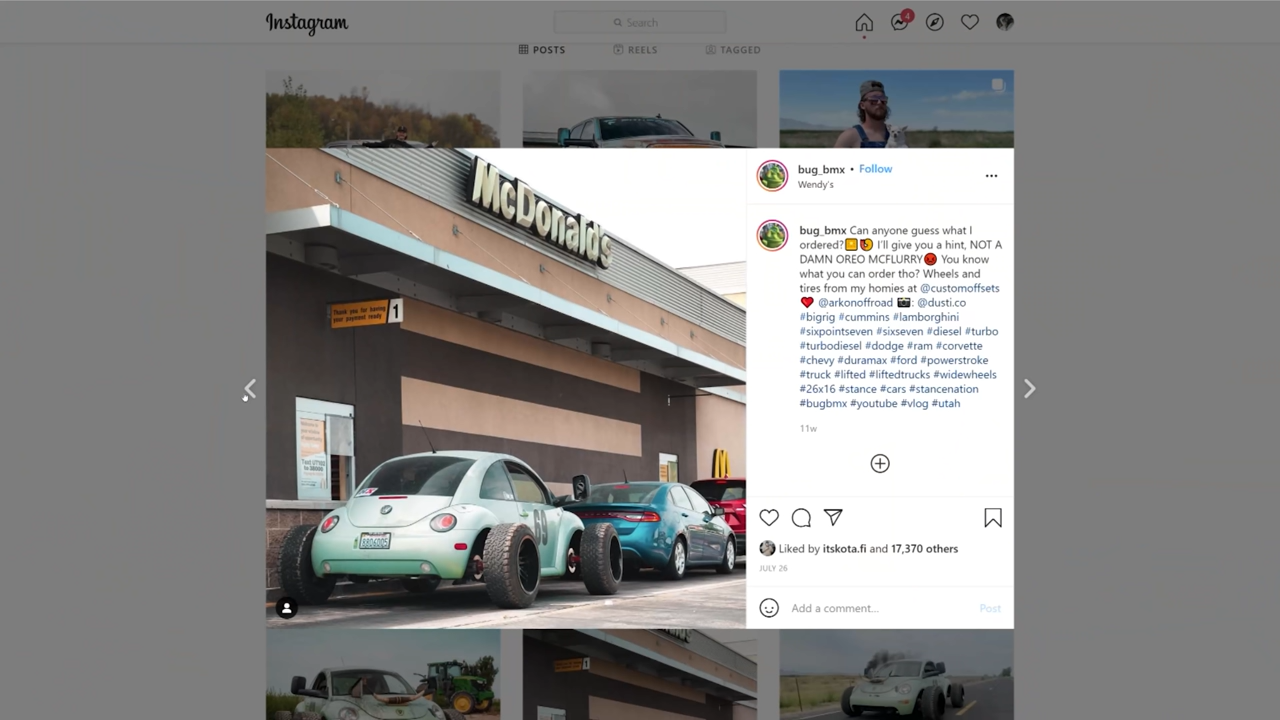 Instagram
Search
4
POSTS
REELS
TAGGED
McDonald's
Thank you for having
your payment ready
1
bug_bmx • Follow
Wendy's
bug_bmx Can anyone guess what I
ordered? I'll give you a hint, NOT A
DAMN OREO MCFLURRY You know
what you can order tho? Wheels and
tires from my homies at @customoffsets
@arkonoffroad : @dusti.co
#bigrig #cummins #lamborghini
#sixpointseven #sixseven #diesel #turbo
#turbodiesel #dodge #ram #corvette
#chevy #duramax #ford #powerstroke
#truck #lifted #liftedtrucks #widewheels
#26x16 #stance #cars #stancenation
#bugbmx #youtube #vlog #utah
11w
Liked by itskota.fi and 17,370 others
JULY 26
Add a comment...
Post